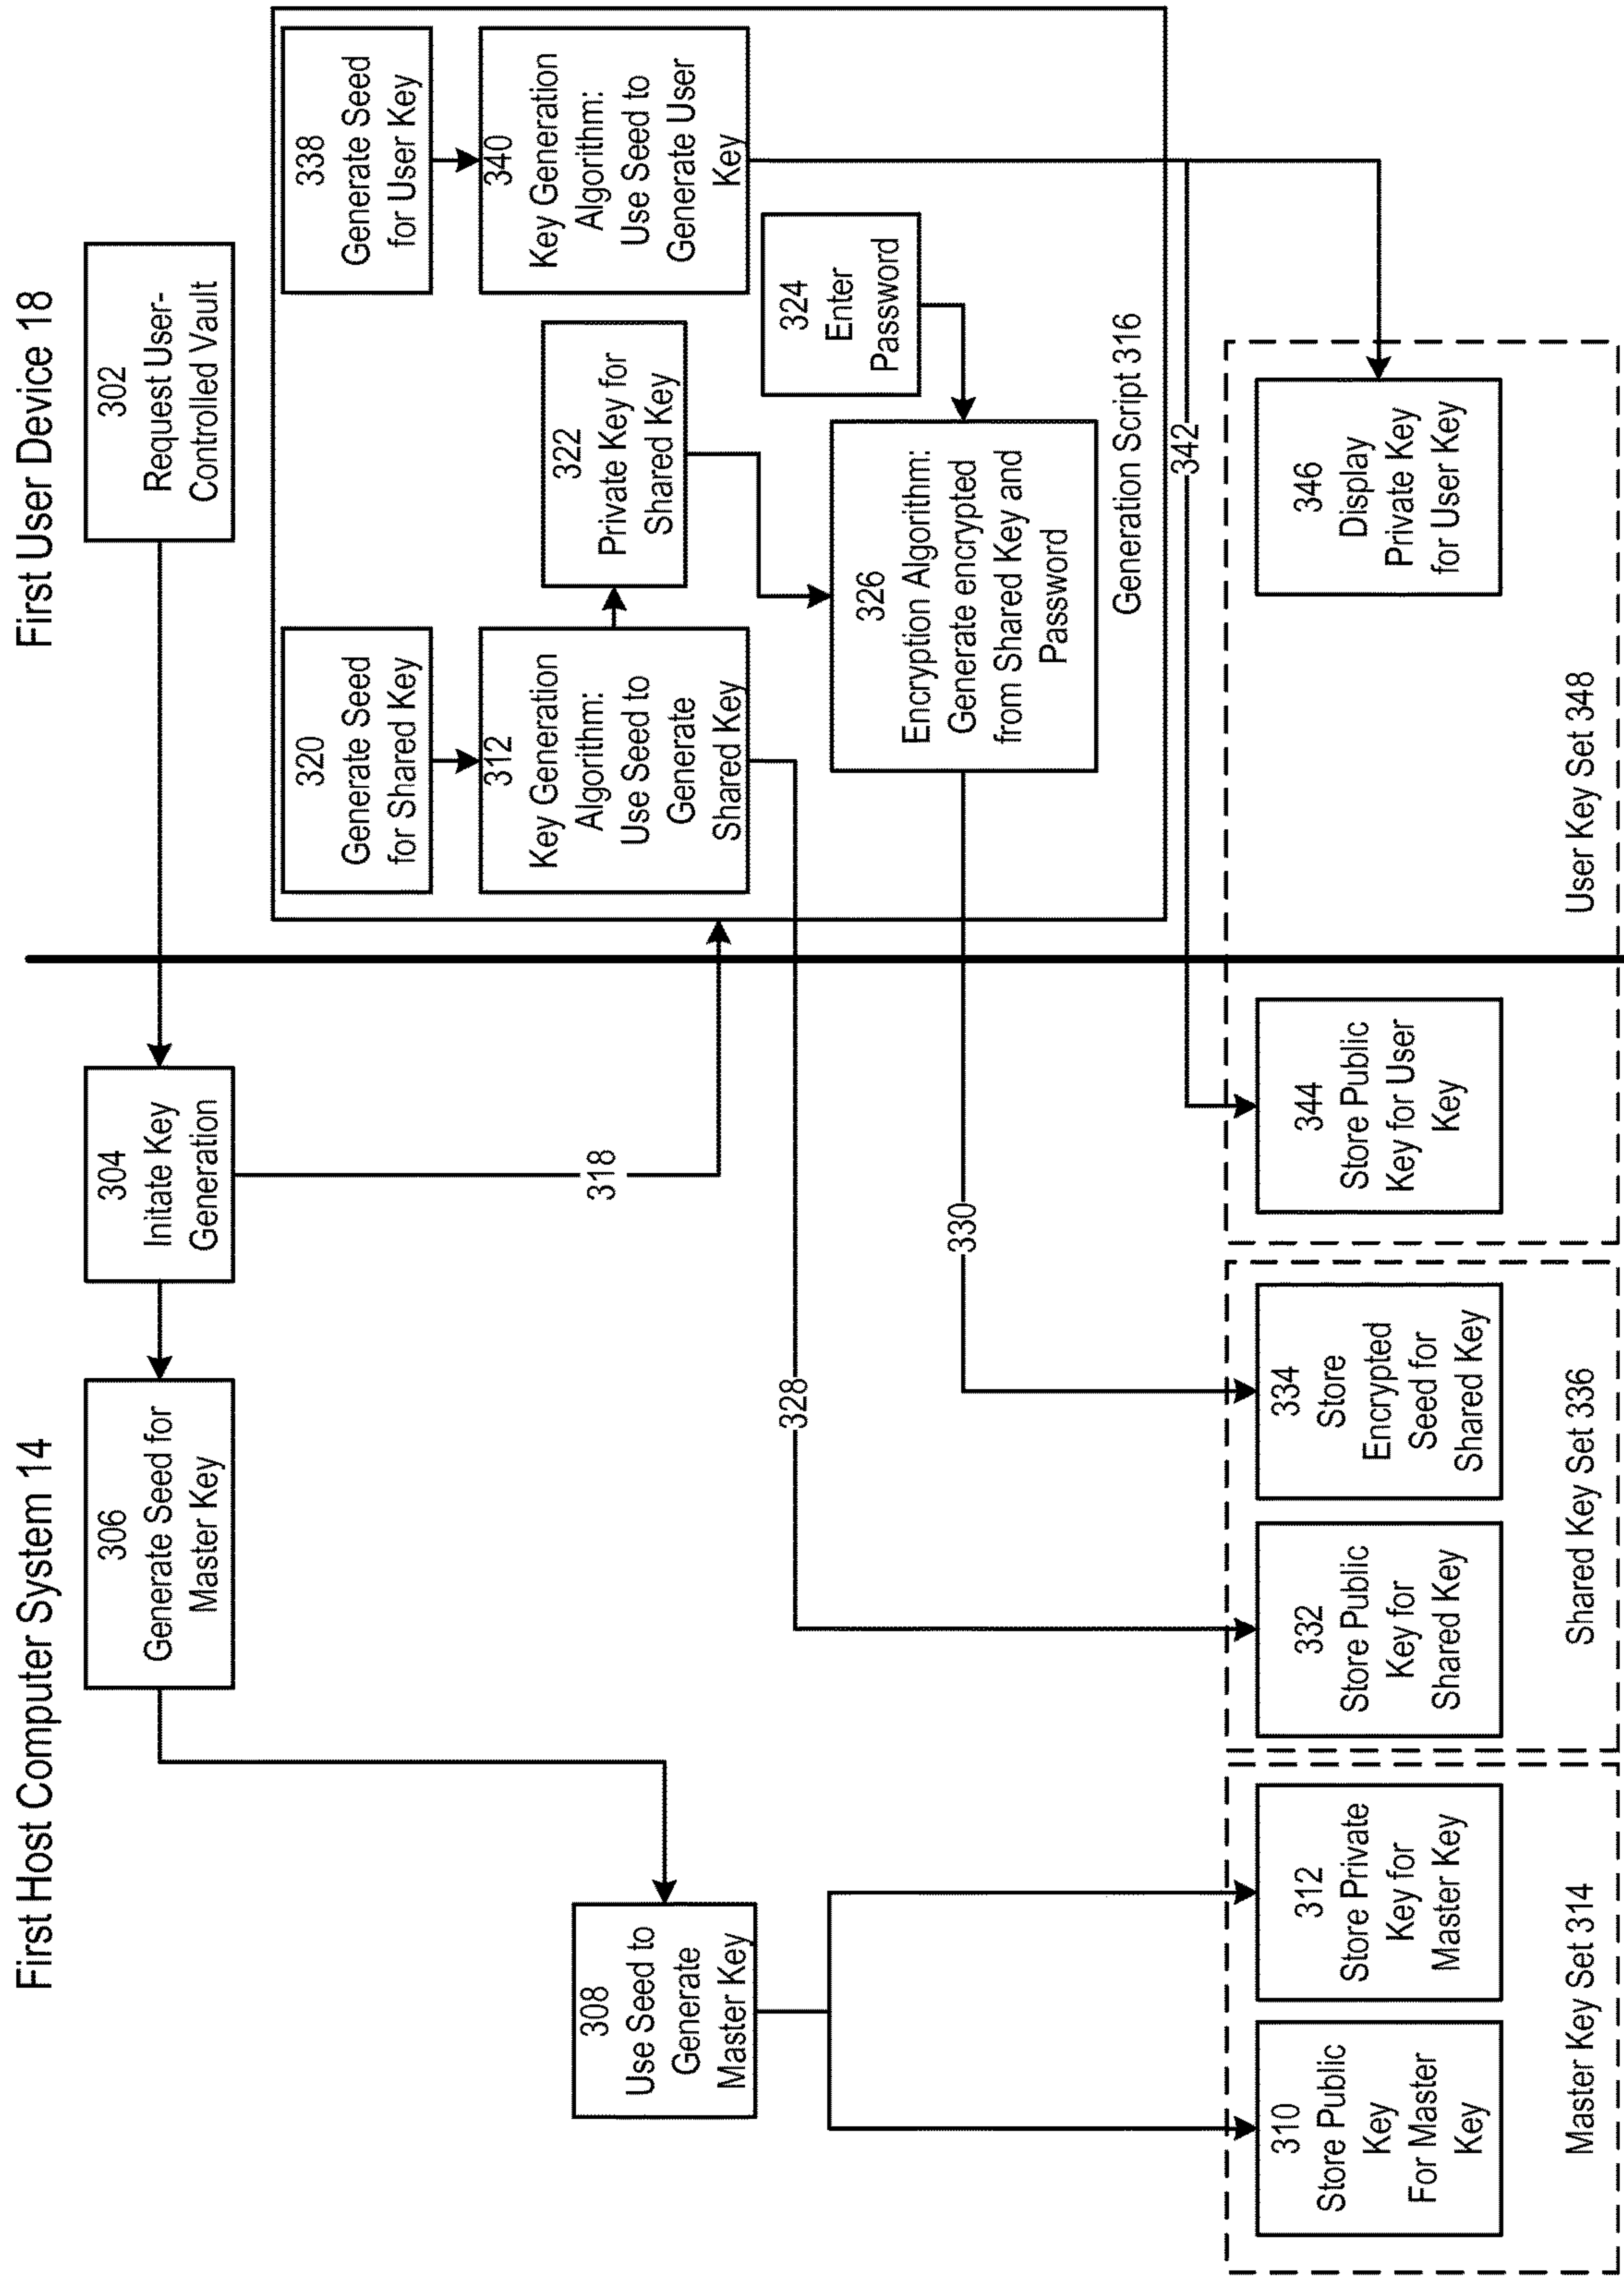 First Host Computer System 14
First User Device 18
306
Generate Seed for
Master Key
304
Initate Key
Generation
302
Request User-
Controlled Vault
308
Use Seed to
Generate
Master Key
318
320
Generate Seed
for Shared Key
338
Generate Seed
for User Key
312
Key Generation
Algorithm:
Use Seed to
Generate
Shared Key
322
Private Key for
Shared Key
340
Key Generation
Algorithm:
Use Seed to
Generate User
Key
324
Enter
Password
326
Encryption Algorithm:
Generate encrypted
from Shared Key and
Password
Generation Script 316
328
330
342
310
Store Public
Key
For Master
Key
312
Store Private
Key for
Master Key
Master Key Set 314
332
Store Public
Key for
Shared Key
334
Store
Encrypted
Seed for
Shared Key
Shared Key Set 336
344
Store Public
Key for User
Key
346
Display
Private Key
for User Key
User Key Set 348